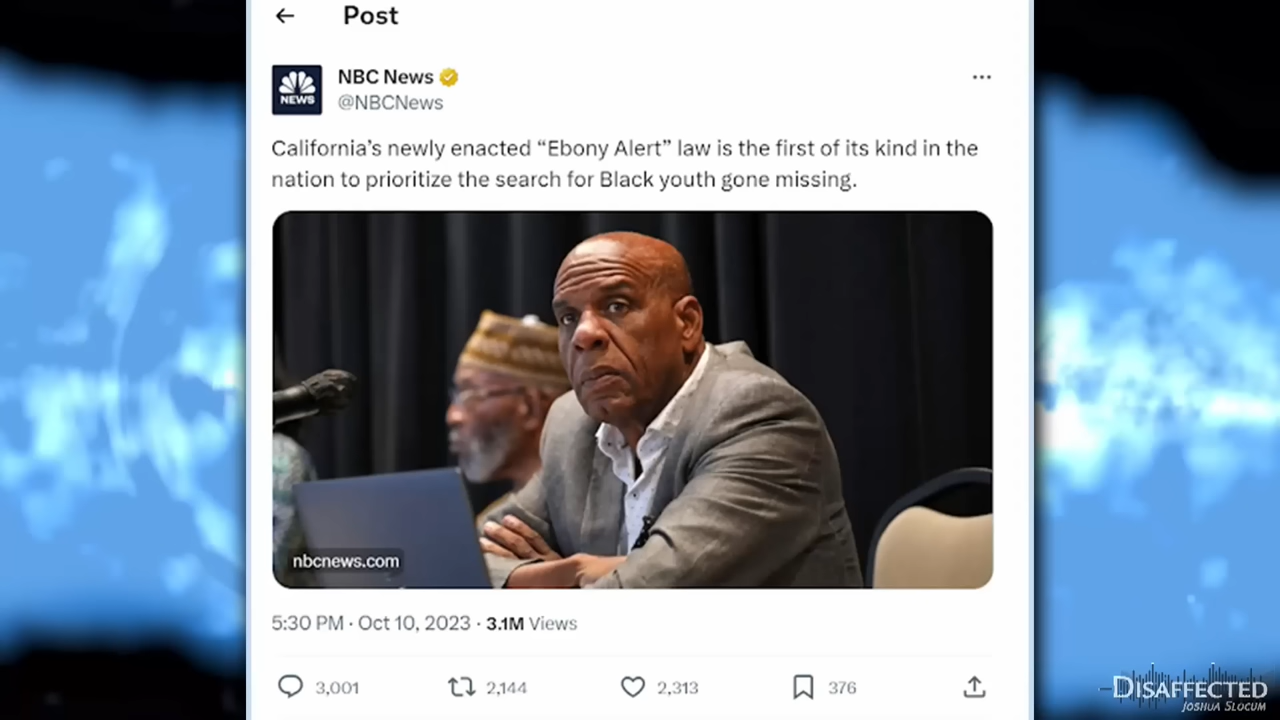 Post
NEWS
NBC News
@NBCNews
California's newly enacted “Ebony Alert” law is the first of its kind in the
nation to prioritize the search for Black youth gone missing.
nbcnews.com
5:30 PM · Oct 10, 2023 · 3.1M Views
3,001 2,144 2,313 376
DISAFFECTED
JOSHUA SLOCUM